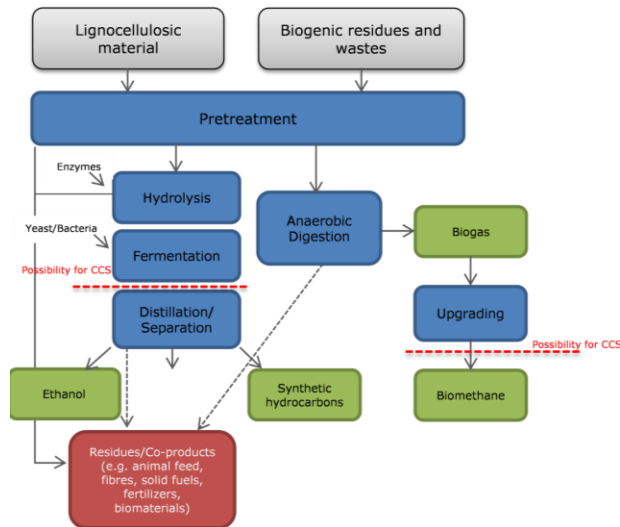 Lignocellulosic
material
Biogenic residues and
wastes
Pretreatment
Enzymes
Hydrolysis
Yeast/Bacteria
Fermentation
Possibility for CCS
Distillation/
Separation
Anaerobic
Digestion
Biogas
Upgrading
Possibility for CCS
Biomethane
Ethanol
Synthetic
hydrocarbons
Residues/Co-products
(e.g. animal feed,
fibres, solid fuels,
fertilizers,
biomaterials)